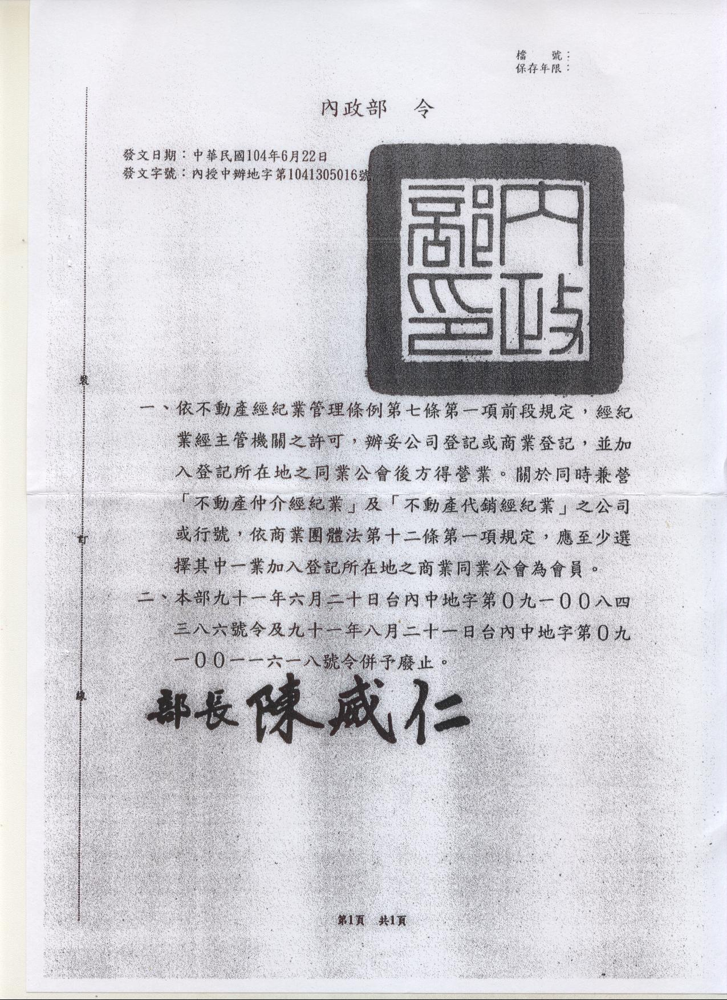 檔　　號：
保存年限：
內政部　令
發文日期：中華民國104年6月22日
發文字號：內授中辦地字第1041305016號
內政部印
一、依不動產經紀業管理條例第七條第一項前段規定，經紀
業經主管機關之許可，辦妥公司登記或商業登記，並加
入登記所在地之同業公會後方得營業。關於同時兼營
「不動產仲介經紀業」及「不動產代銷經紀業」之公司
或行號，依商業團體法第十二條第一項規定，應至少選
擇其中一業加入登記所在地之商業同業公會為會員。
二、本部九十一年六月二十日台內中地字第０九一００八四
三八六號令及九十一年八月二十一日台內中地字第０九
一００一一六一八號令併予廢止。
部長 陳威仁
裝
訂
線
第1頁　共1頁